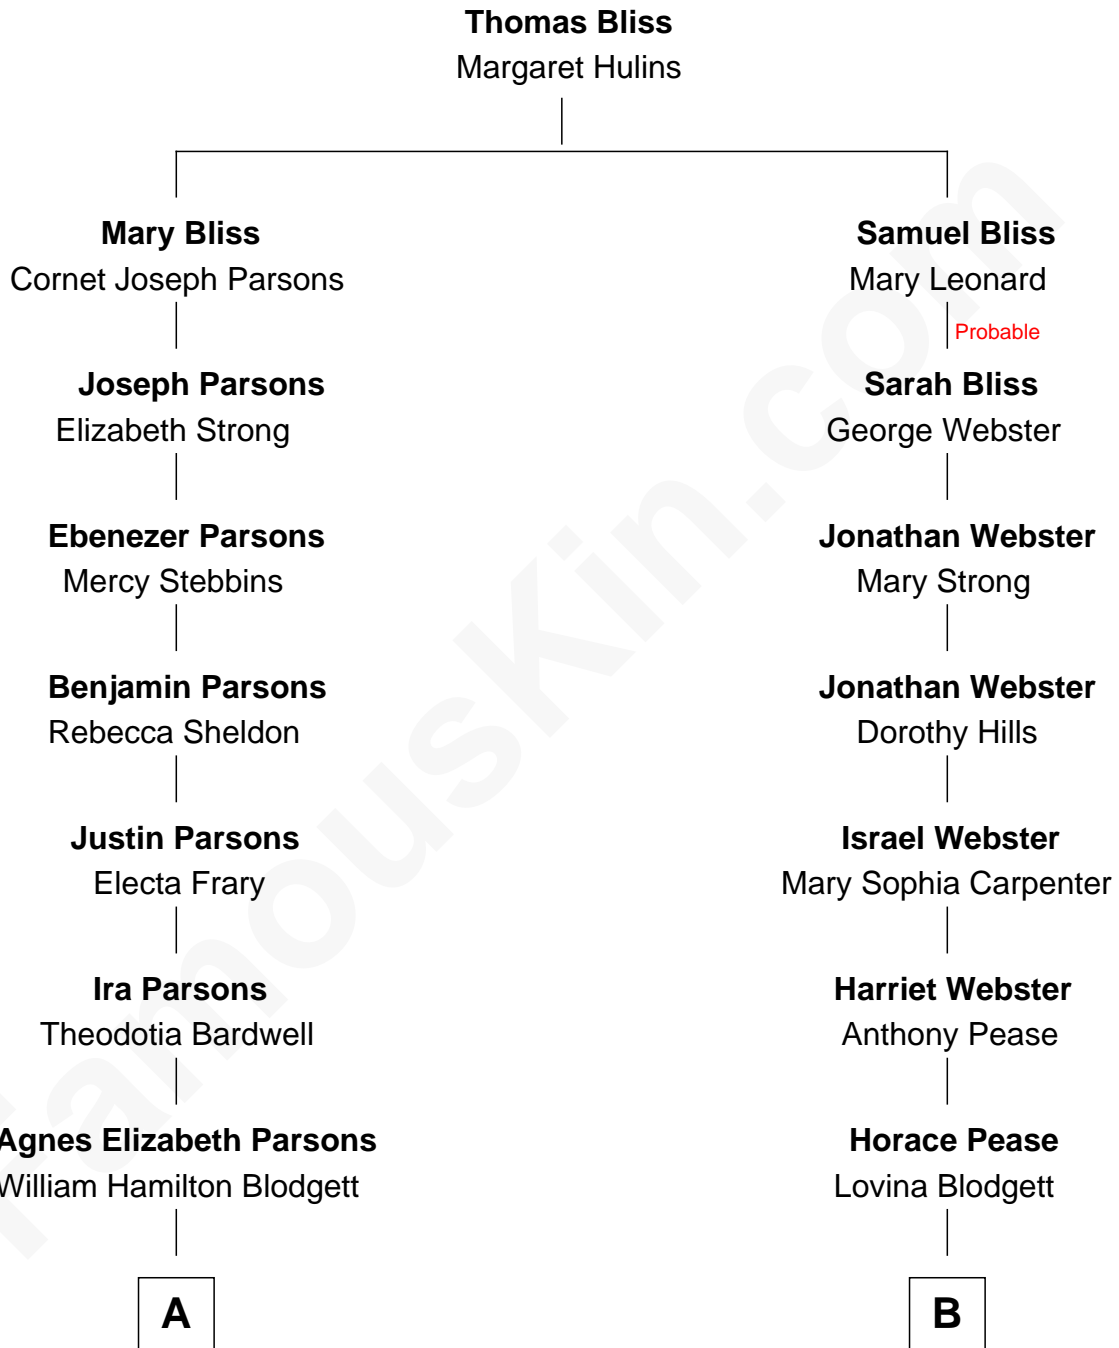 Thomas Bliss
Margaret Hulins
Mary Bliss
Cornet Joseph Parsons
Samuel Bliss
Mary Leonard
Probable
Joseph Parsons
Elizabeth Strong
Sarah Bliss
George Webster
Ebenezer Parsons
Mercy Stebbins
Jonathan Webster
Mary Strong
Benjamin Parsons
Rebecca Sheldon
Jonathan Webster
Dorothy Hills
Justin Parsons
Electa Frary
Israel Webster
Mary Sophia Carpenter
Ira Parsons
Theodotia Bardwell
Harriet Webster
Anthony Pease
Agnes Elizabeth Parsons
William Hamilton Blodgett
Horace Pease
Lovina Blodgett
A
B
FamousKin.com